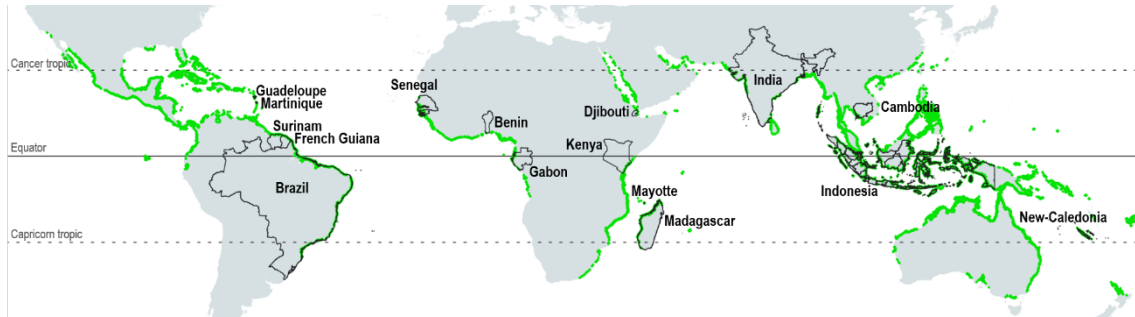 Cancer tropic
Senegal
India
Guadeloupe
Martinique
Djibouti
Cambodia
Benin
Surinam
French Guiana
Kenya
Equator
Gabon
Brazil
Mayotte
Indonesia
Madagascar
New-Caledonia
Capricorn tropic